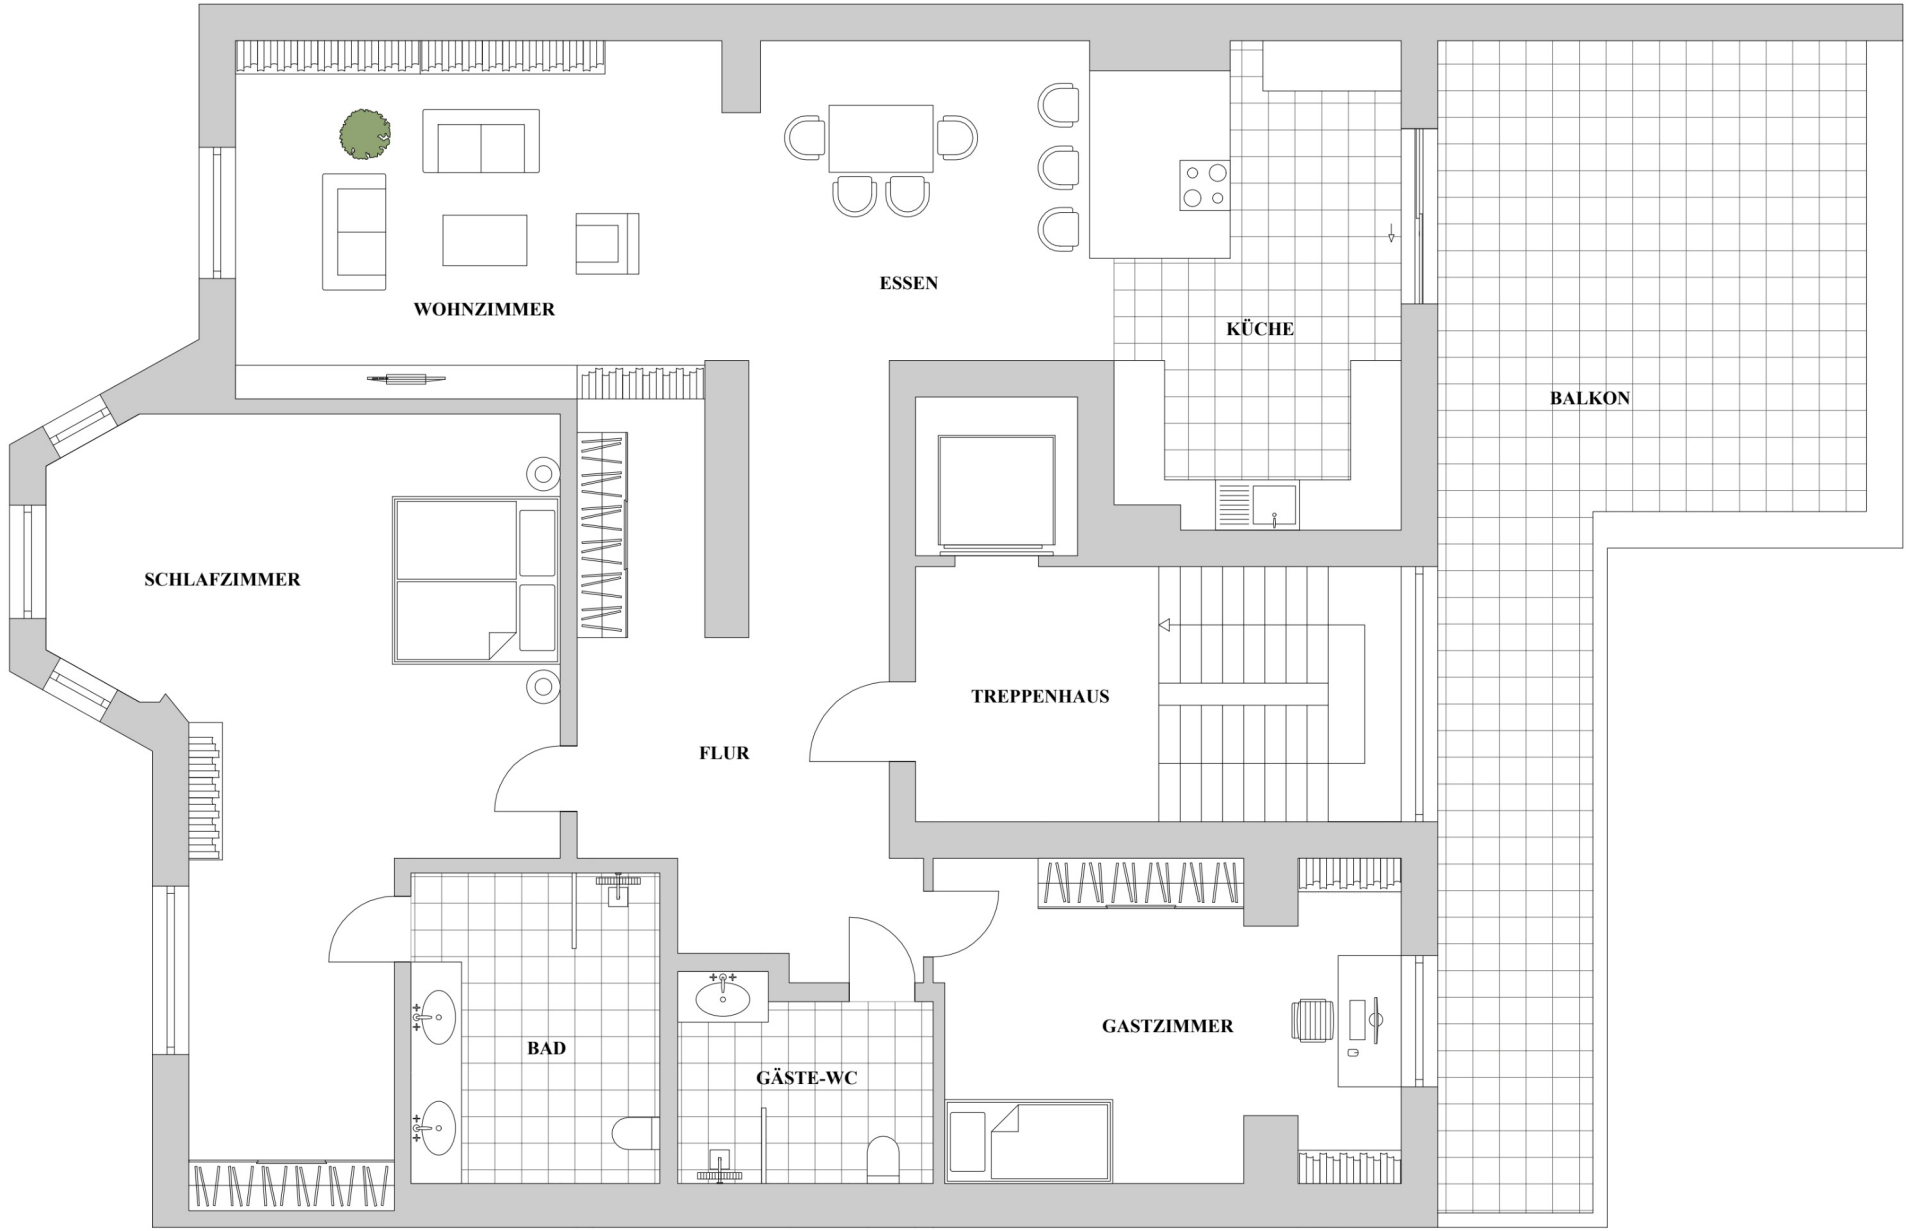 WOHNZIMMER
ESSEN
KÜCHE
BALKON
SCHLAFZIMMER
TREPPENHAUS
FLUR
GASTZIMMER
BAD
GÄSTE-WC